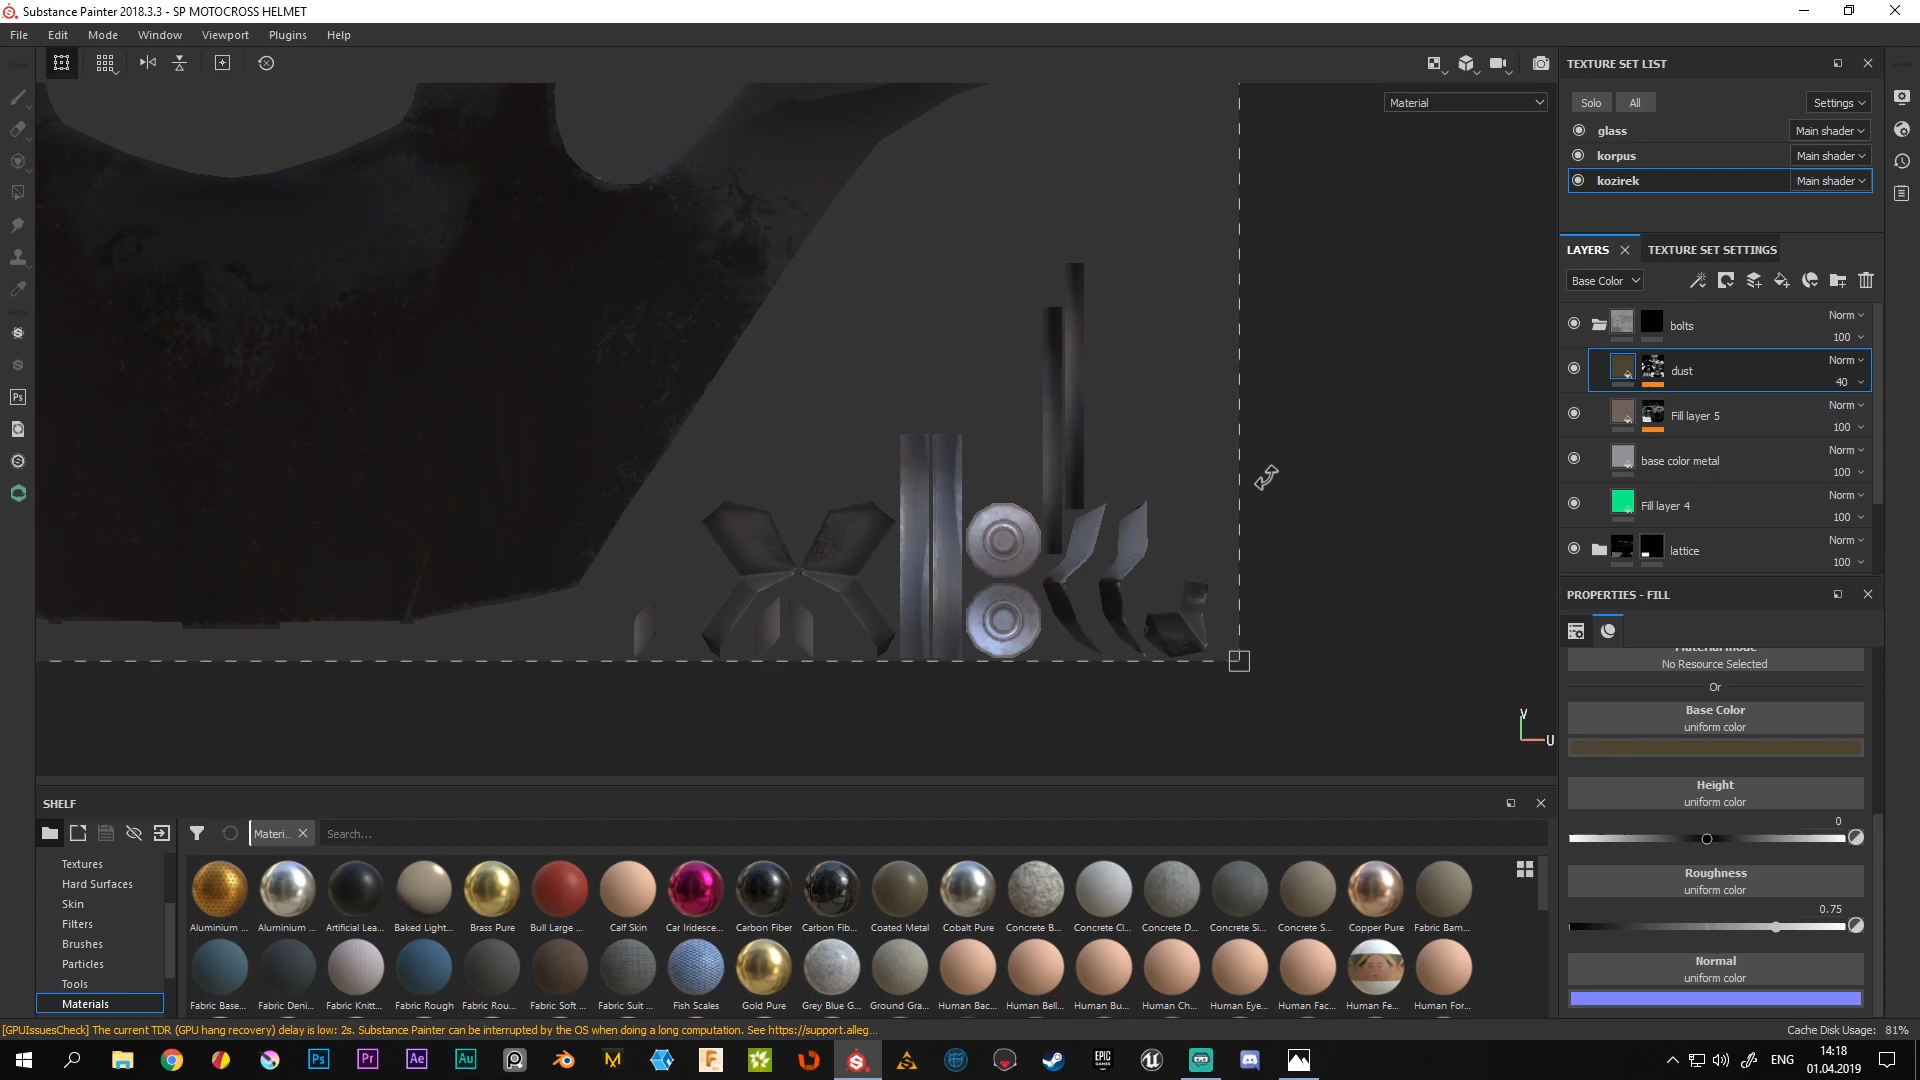 Substance Painter 2018.3.3 - SP MOTOCROSS HELMET
File Edit Mode Window Viewport Plugins Help
Material
TEXTURE SET LIST
Solo All Settings
glass Main shader
korpus Main shader
kozirek Main shader
LAYERS TEXTURE SET SETTINGS
Base Color
bolts Norm 100
dust Norm 40
Fill layer 5 Norm 100
base color metal Norm 100
Fill layer 4 Norm 100
lattice Norm 100
PROPERTIES - FILL
Material mode
No Resource Selected
Or
Base Color
uniform color
Height
uniform color
0
Roughness
uniform color
0.75
Normal
uniform color
V
U
SHELF
Materi... Search...
Textures
Hard Surfaces
Skin
Filters
Brushes
Particles
Tools
Materials
Aluminium ... Aluminium ... Artificial Lea... Baked Light... Brass Pure Bull Large ... Calf Skin Car Iridesce... Carbon Fiber Carbon Fib... Coated Metal Cobalt Pure Concrete B... Concrete Cl... Concrete D... Concrete Si... Concrete S... Copper Pure Fabric Bam...
Fabric Base... Fabric Deni... Fabric Knitt... Fabric Rough Fabric Rou... Fabric Soft ... Fabric Suit ... Fish Scales Gold Pure Grey Blue G... Ground Gra... Human Bac... Human Bell... Human Bu... Human Ch... Human Eye... Human Fac... Human Fe... Human For...
[GPUIssuesCheck] The current TDR (GPU hang recovery) delay is low: 2s. Substance Painter can be interrupted by the OS when doing a long computation. See https://support.alleg...
Cache Disk Usage: 81%
Ps
Ps Pr Ae Au
EPIC GAMES
ENG
14:18
01.04.2019